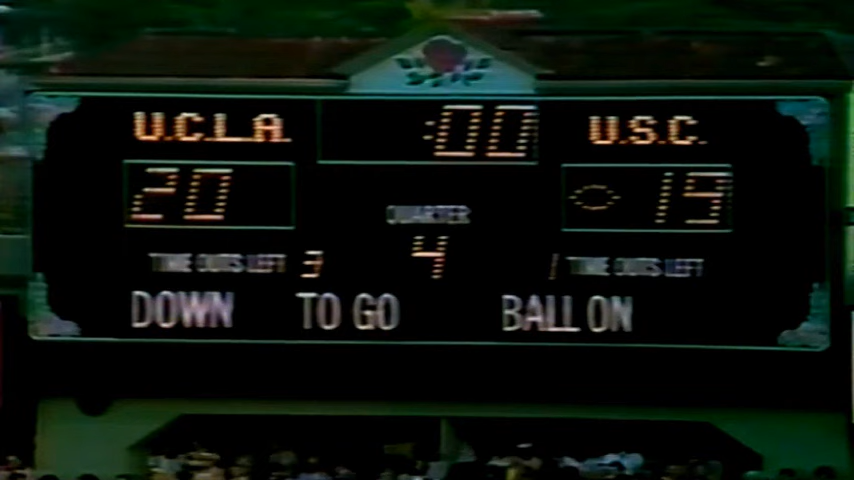 U.C.L.A. :00 U.S.C.
20 19
QUARTER
TIME OUTS LEFT 3 4 1 TIME OUTS LEFT
DOWN TO GO BALL ON